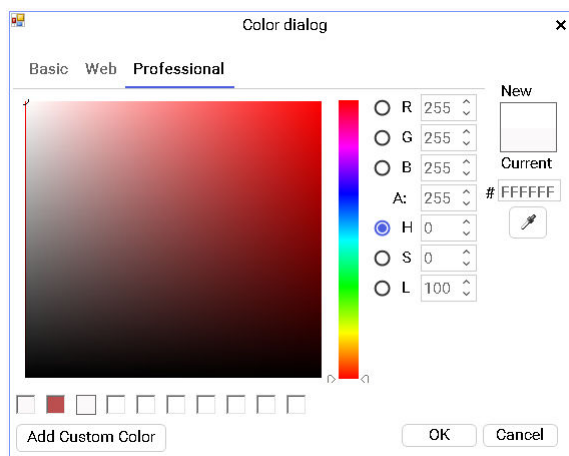 Color dialog
Basic Web Professional
New
R 255
G 255
B 255
Current
A: 255
# FFFFFF
H 0
S 0
L 100
Add Custom Color
OK Cancel